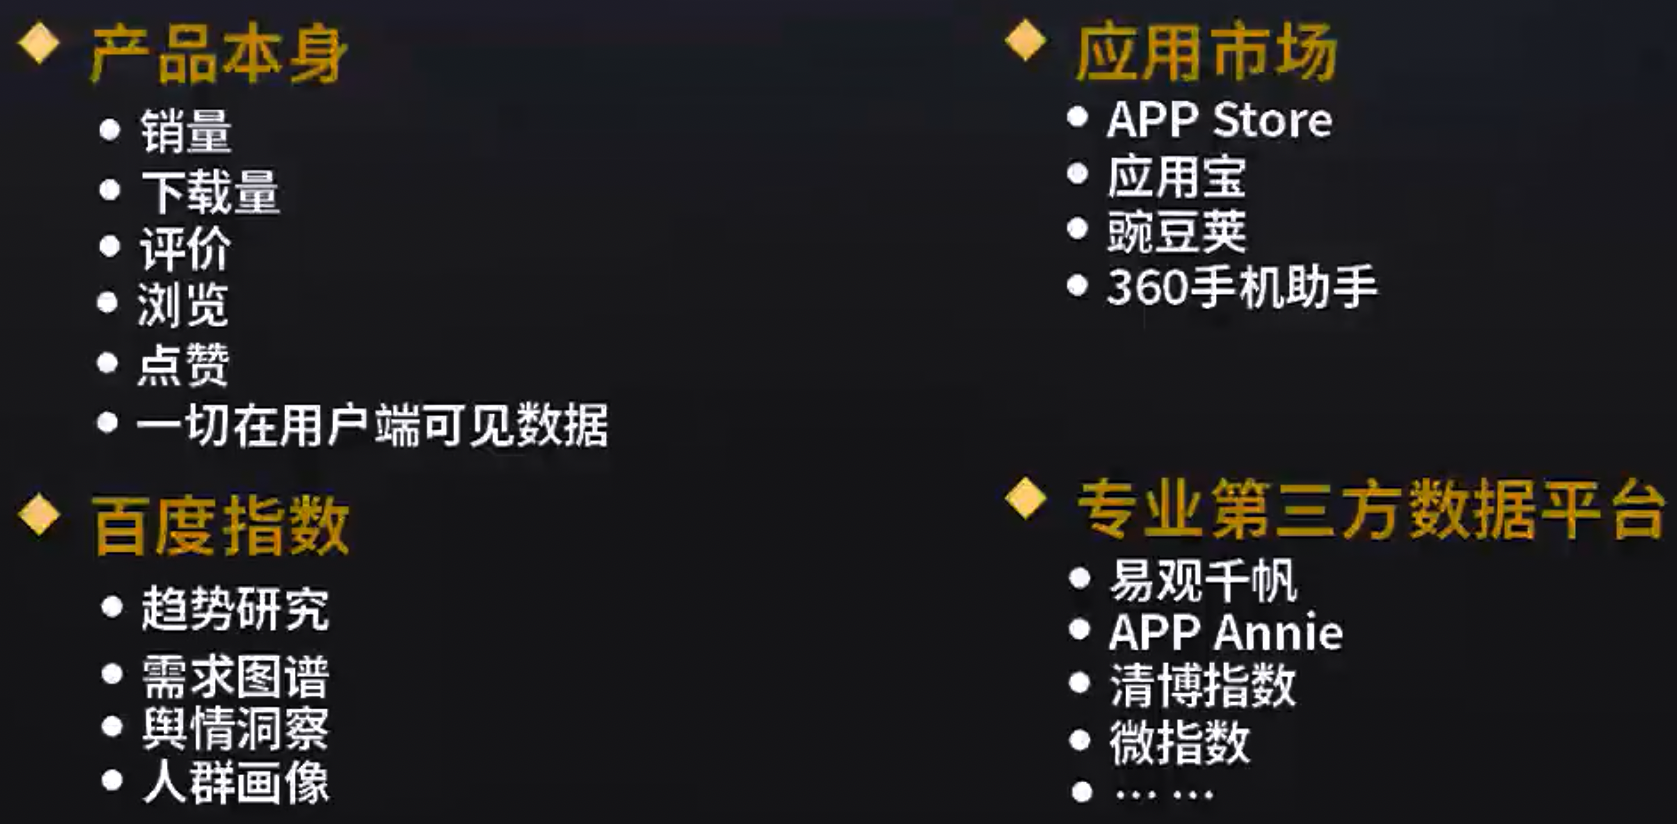 产品本身
销量
下载量
评价
浏览
点赞
一切在用户端可见数据
应用市场
APP Store
应用宝
豌豆荚
360手机助手
百度指数
趋势研究
需求图谱
舆情洞察
人群画像
专业第三方数据平台
易观千帆
APP Annie
清博指数
微指数
… …